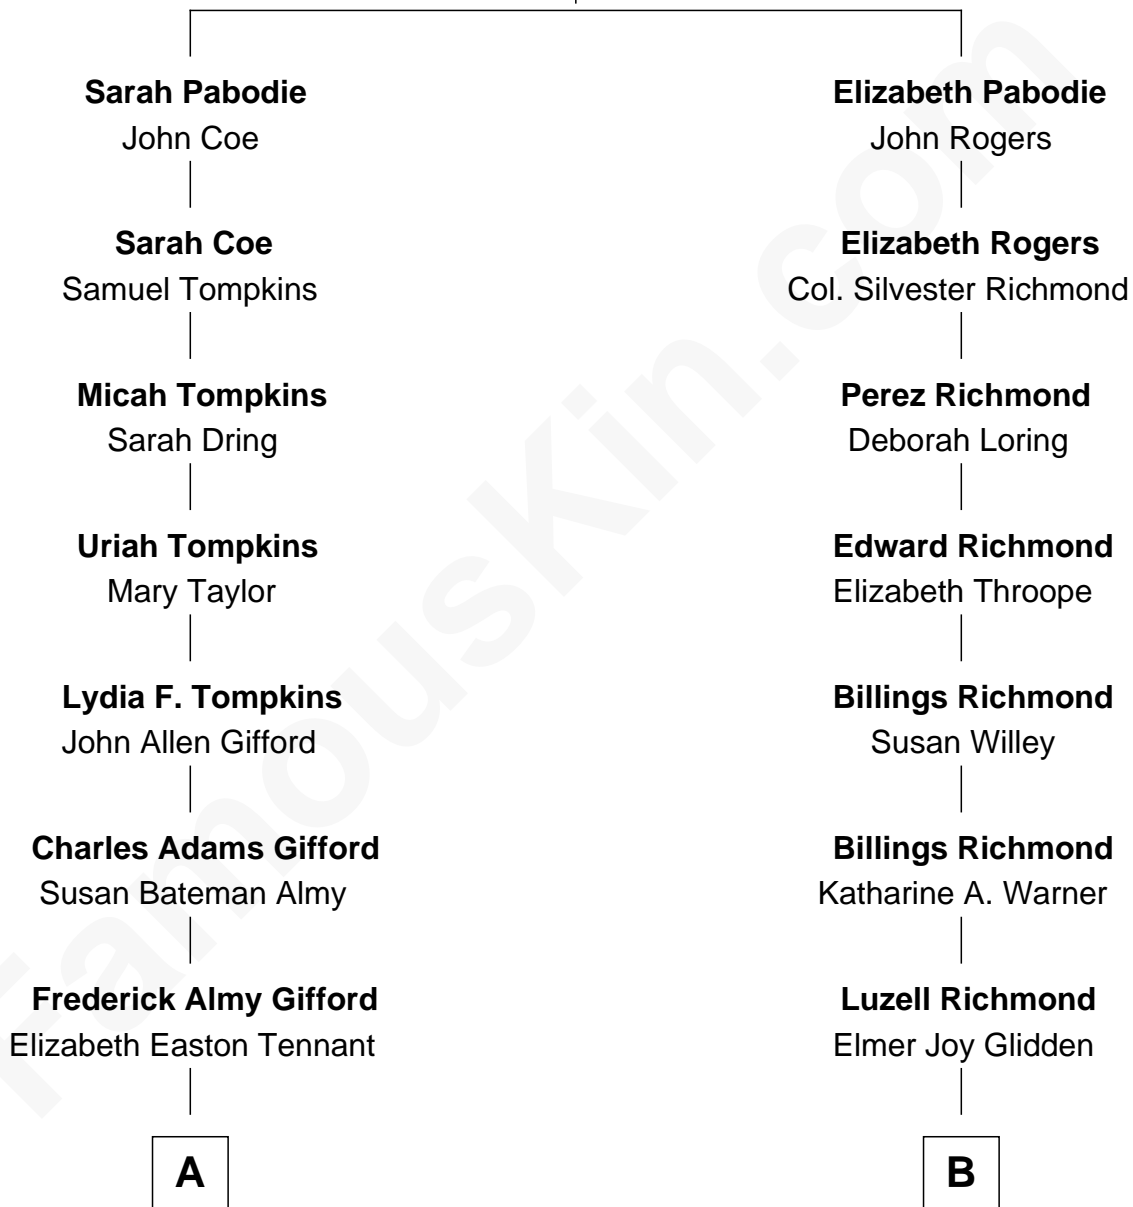 Sarah Pabodie
John Coe
Sarah Coe
Samuel Tompkins
Micah Tompkins
Sarah Dring
Uriah Tompkins
Mary Taylor
Lydia F. Tompkins
John Allen Gifford
Charles Adams Gifford
Susan Bateman Almy
Frederick Almy Gifford
Elizabeth Easton Tennant
A
Elizabeth Pabodie
John Rogers
Elizabeth Rogers
Col. Silvester Richmond
Perez Richmond
Deborah Loring
Edward Richmond
Elizabeth Throope
Billings Richmond
Susan Willey
Billings Richmond
Katharine A. Warner
Luzell Richmond
Elmer Joy Glidden
B
FamousKin.com